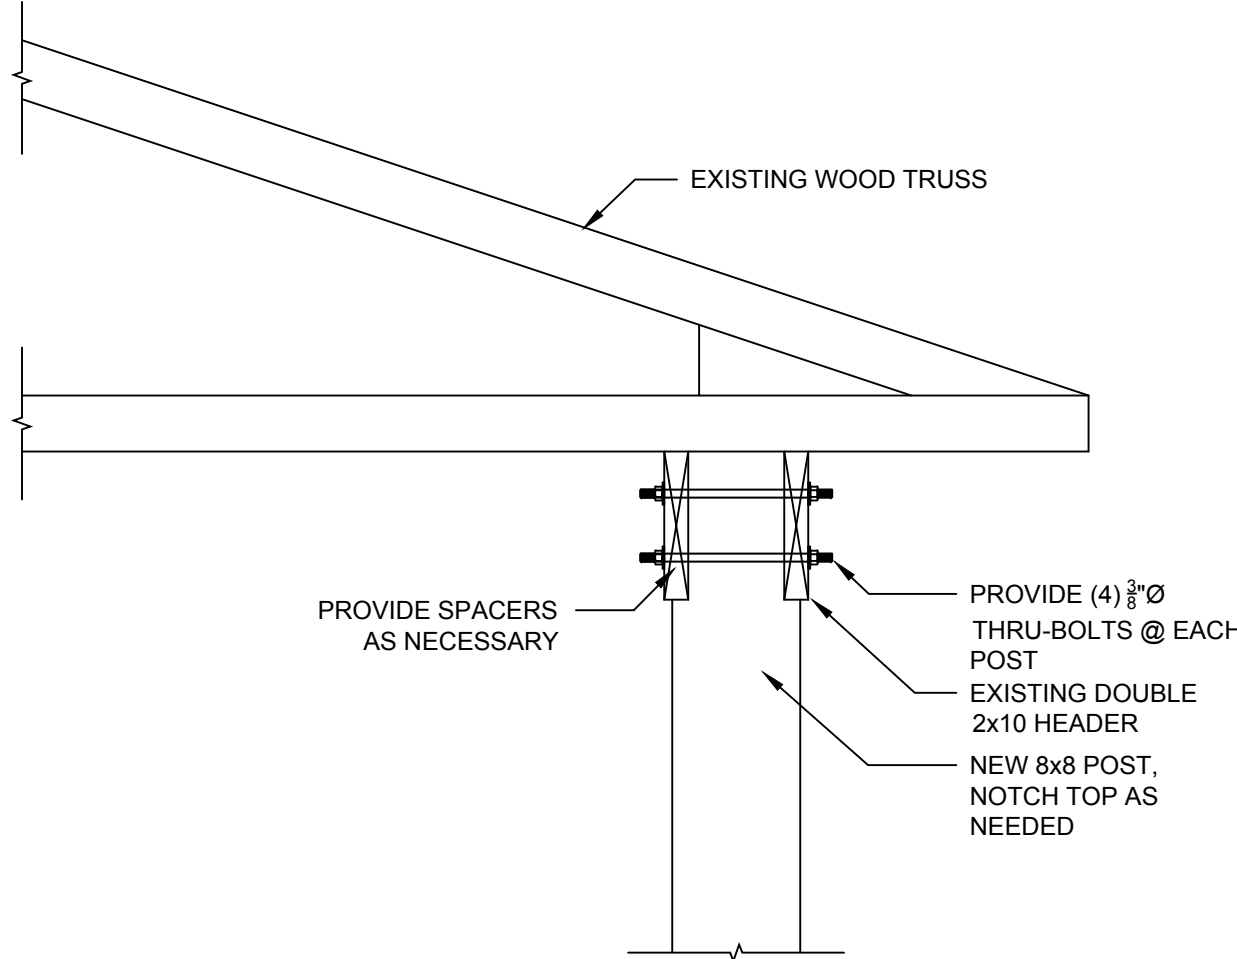 EXISTING WOOD TRUSS
PROVIDE SPACERS
AS NECESSARY
PROVIDE (4) 3/8"Ø
THRU-BOLTS @ EACH
POST
EXISTING DOUBLE
2x10 HEADER
NEW 8x8 POST,
NOTCH TOP AS
NEEDED